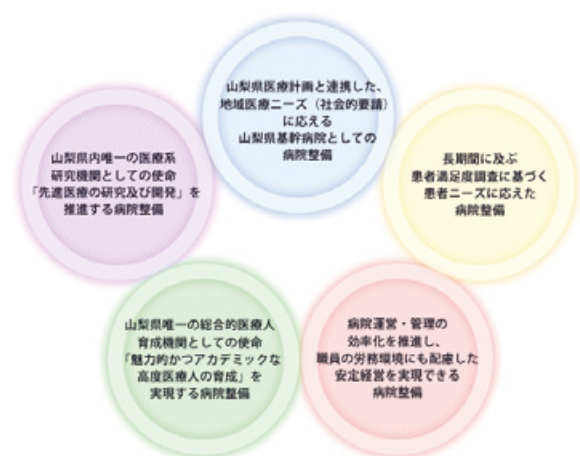 山梨県医療計画と連携した、
地域医療ニーズ（社会的要請）
に応える
山梨県基幹病院としての
病院整備
山梨県内唯一の医療系
研究機関としての使命
「先進医療の研究及び開発」を
推進する病院整備
長期間に及ぶ
患者満足度調査に基づく
患者ニーズに応えた
病院整備
山梨県唯一の総合的医療人
育成機関としての使命
「魅力的かつアカデミックな
高度医療人の育成」を
実現する病院整備
病院運営・管理の
効率化を推進し、
職員の労務環境にも配慮した
安定経営を実現できる
病院整備